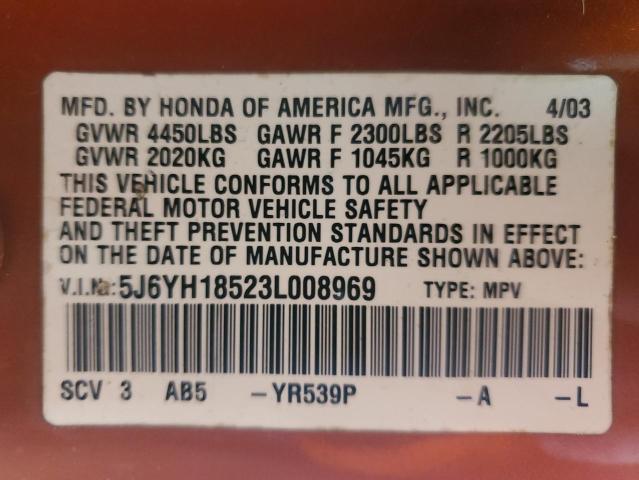 MFD. BY HONDA OF AMERICA MFG., INC. 4/03
GVWR 4450LBS GAWR F 2300LBS R 2205LBS
GVWR 2020KG GAWR F 1045KG R 1000KG
THIS VEHICLE CONFORMS TO ALL APPLICABLE
FEDERAL MOTOR VEHICLE SAFETY
AND THEFT PREVENTION STANDARDS IN EFFECT
ON THE DATE OF MANUFACTURE SHOWN ABOVE:
V.I.No: 5J6YH18523L008969 TYPE: MPV
SCV 3 AB5 -YR539P -A -L